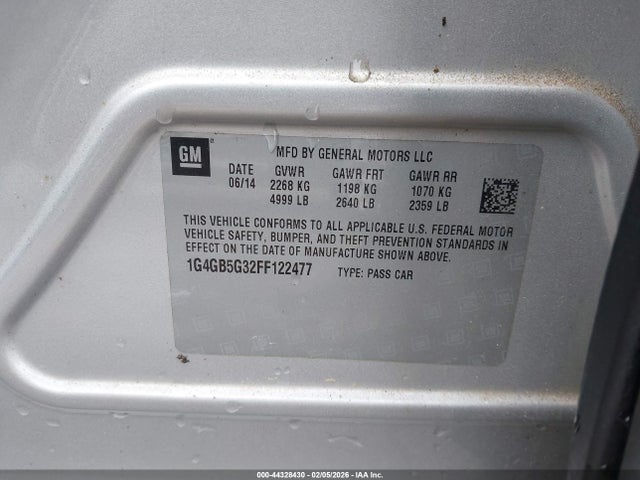 GM
MFD BY GENERAL MOTORS LLC
DATE GVWR GAWR FRT GAWR RR
06/14 2268 KG 1198 KG 1070 KG
4999 LB 2640 LB 2359 LB
THIS VEHICLE CONFORMS TO ALL APPLICABLE U.S. FEDERAL MOTOR
VEHICLE SAFETY, BUMPER, AND THEFT PREVENTION STANDARDS IN
EFFECT ON THE DATE OF MANUFACTURE SHOWN ABOVE.
1G4GB5G32FF122477 TYPE: PASS CAR
000-44328430 - 02/05/2026 - IAA Inc.